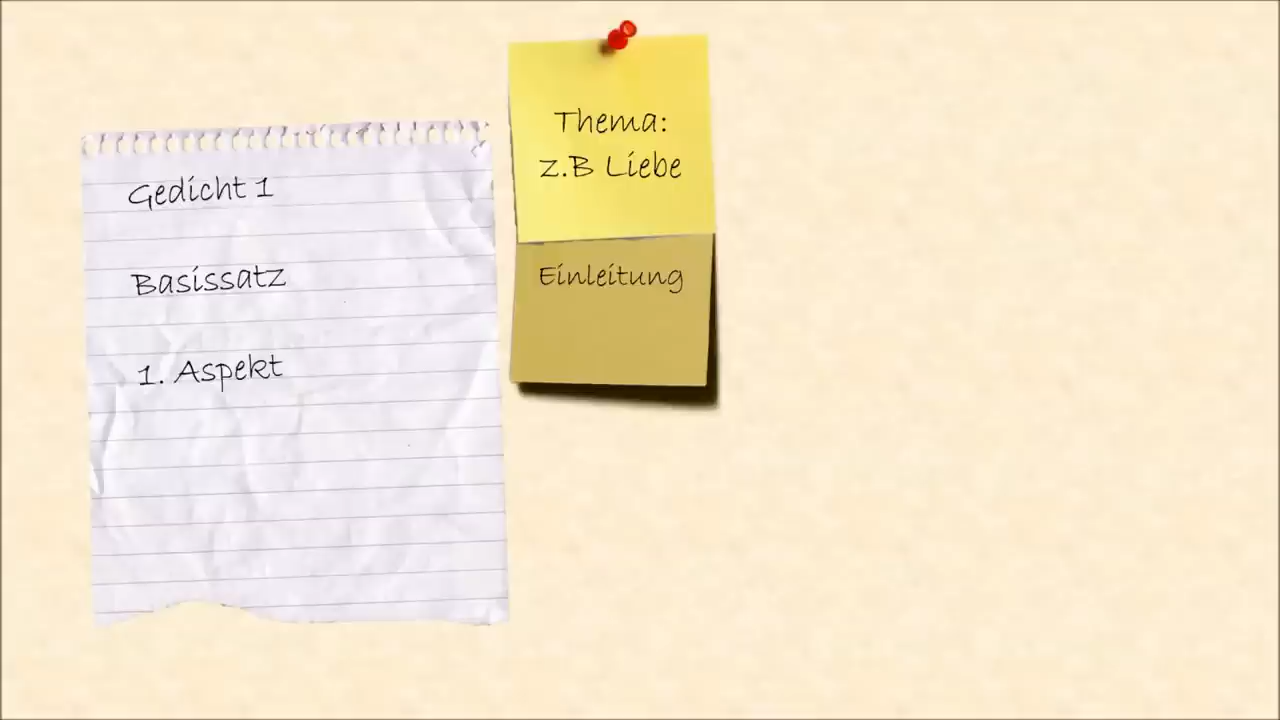 Thema:
z.B Liebe
Einleitung
Gedicht 1
Basissatz
1. Aspekt